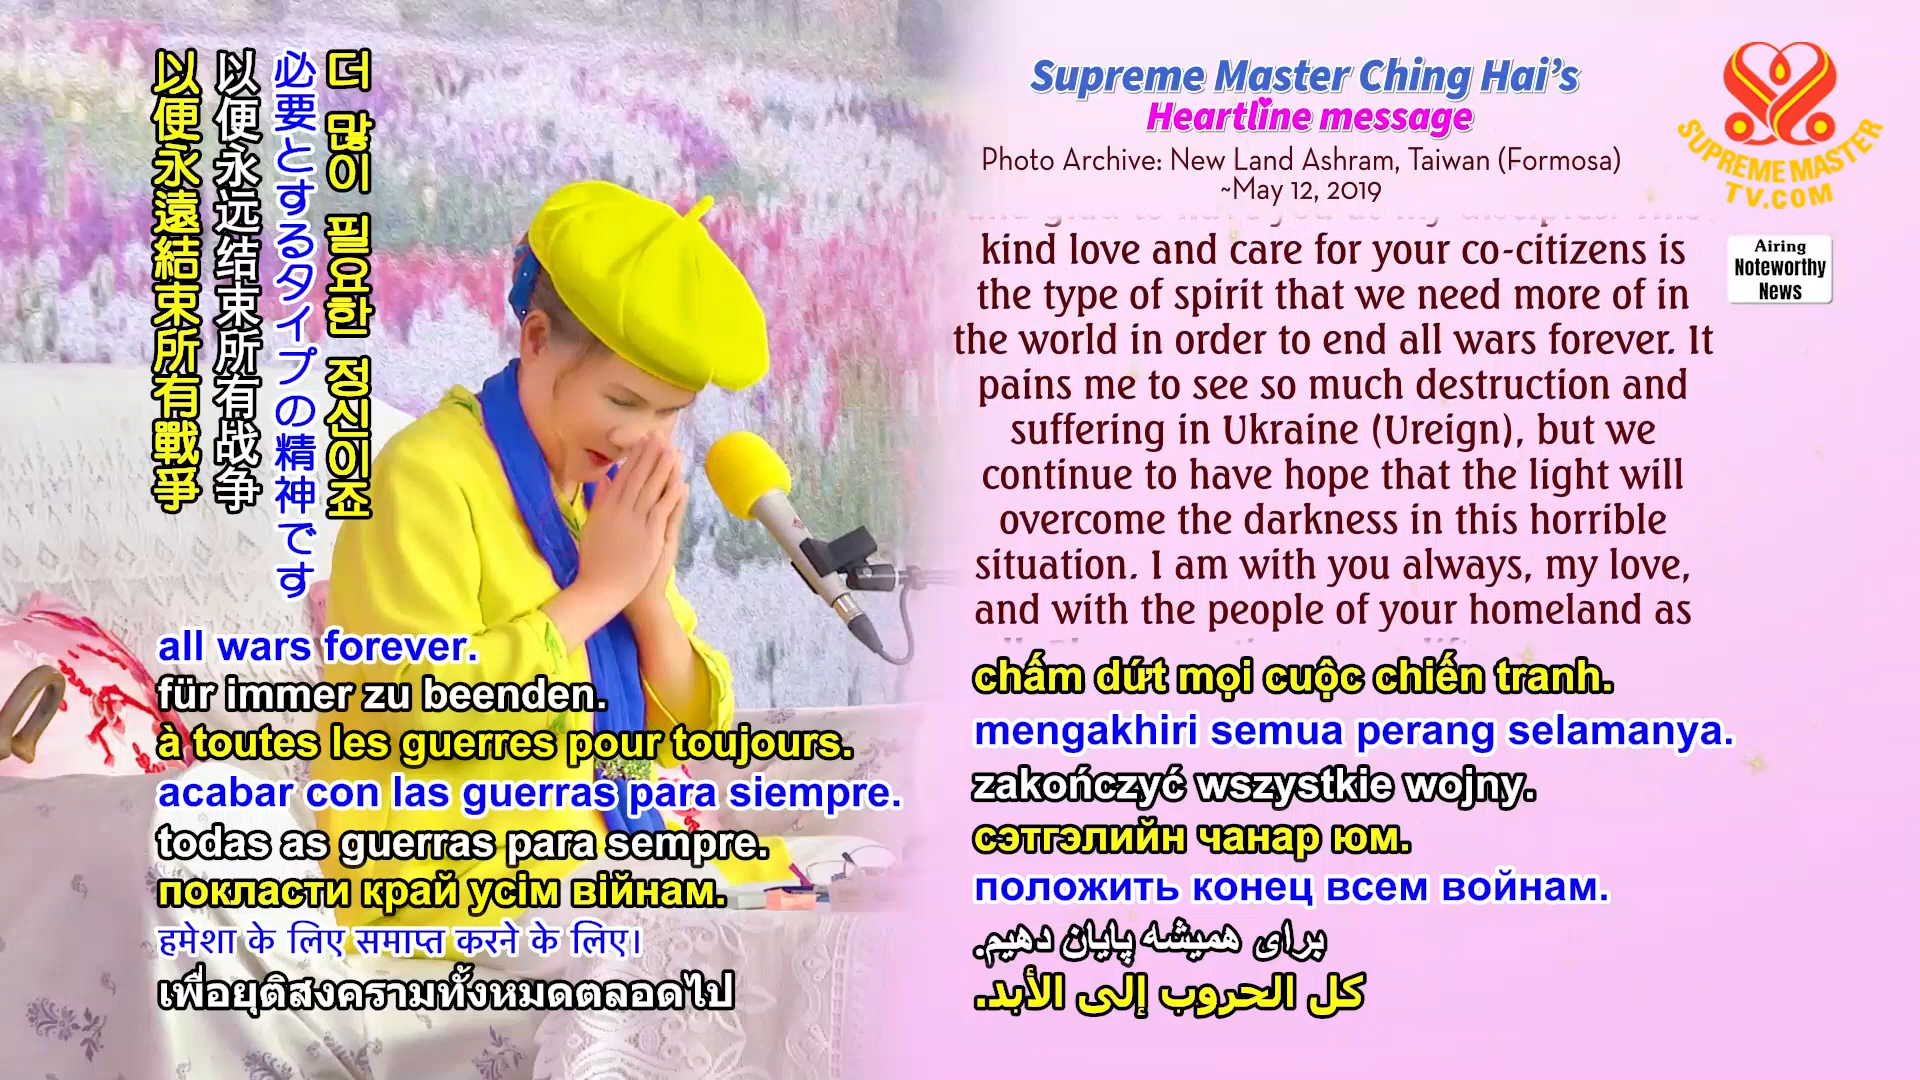 以便永遠結束所有戰爭
以便永远结束所有战争
必要とするタイプの精神です
더 많이 필요한 정신이죠
Supreme Master Ching Hai's
Heartline message
Photo Archive: New Land Ashram, Taiwan (Formosa)
~May 12, 2019
kind love and care for your co-citizens is
the type of spirit that we need more of in
the world in order to end all wars forever. It
pains me to see so much destruction and
suffering in Ukraine (Ureign), but we
continue to have hope that the light will
overcome the darkness in this horrible
situation. I am with you always, my love,
and with the people of your homeland as
SUPREME MASTER
TV.COM
Airing
Noteworthy
News
all wars forever.
für immer zu beenden.
à toutes les guerres pour toujours.
acabar con las guerras para siempre.
todas as guerras para sempre.
покласти край усім війнам.
हमेशा के लिए समाप्त करने के लिए।
เพื่อยุติสงครามทั้งหมดตลอดไป
chấm dứt mọi cuộc chiến tranh.
mengakhiri semua perang selamanya.
zakończyć wszystkie wojny.
сэтгэлийн чанар юм.
положить конец всем войнам.
برای همیشه پایان دهیم.
كل الحروب إلى الأبد.